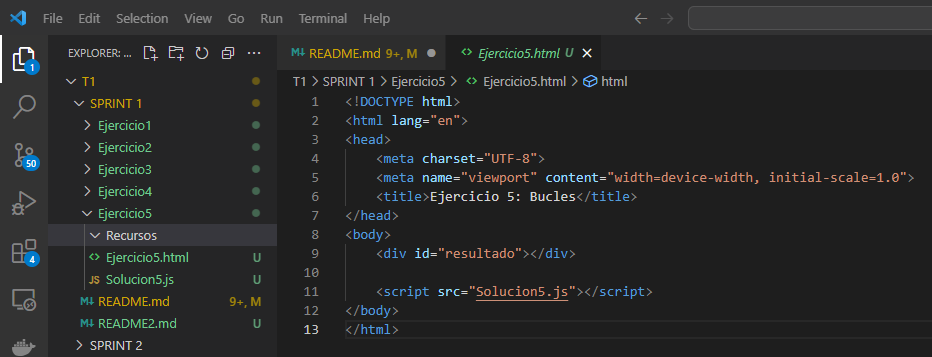 File Edit Selection View Go Run Terminal Help
EXPLORER: ...
README.md 9+, M
Ejercicio5.html U
T1 > SPRINT 1 > Ejercicio5 > Ejercicio5.html > html
1
T1
SPRINT 1
Ejercicio1
Ejercicio2
50
Ejercicio3
Ejercicio4
Ejercicio5
Recursos
4
Ejercicio5.html U
JS Solucion5.js U
README.md 9+, M
README2.md U
SPRINT 2
1 <!DOCTYPE html>
2 <html lang="en">
3 <head>
4 <meta charset="UTF-8">
5 <meta name="viewport" content="width=device-width, initial-scale=1.0">
6 <title>Ejercicio 5: Bucles</title>
7 </head>
8 <body>
9 <div id="resultado"></div>
10
11 <script src="Solucion5.js"></script>
12 </body>
13 </html>